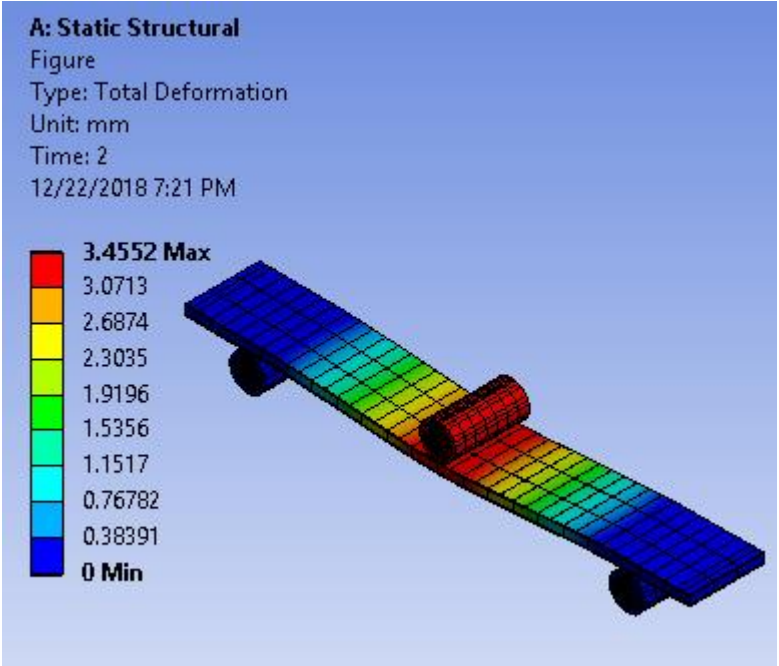 A: Static Structural
Figure
Type: Total Deformation
Unit: mm
Time: 2
12/22/2018 7:21 PM
3.4552 Max
3.0713
2.6874
2.3035
1.9196
1.5356
1.1517
0.76782
0.38391
0 Min